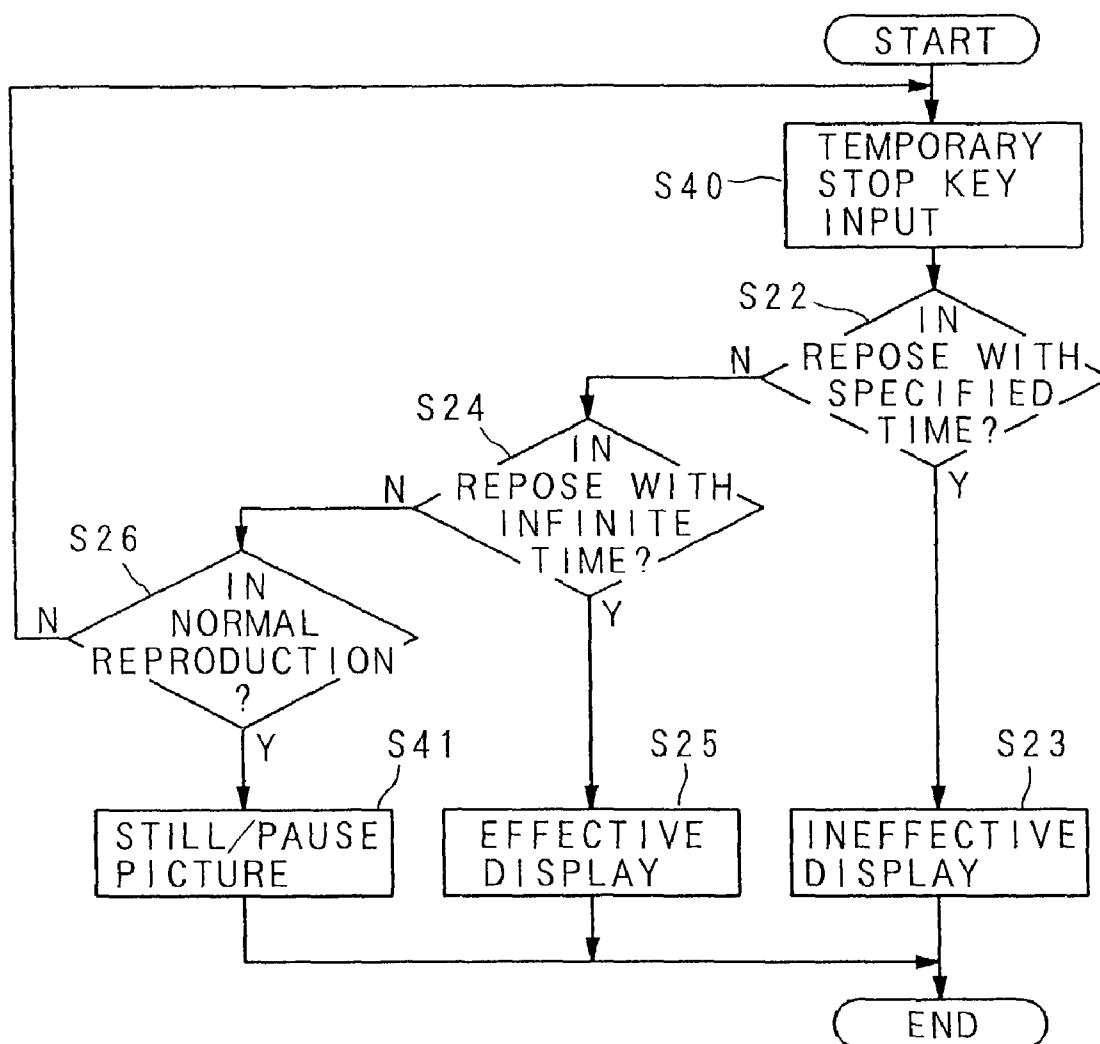 START
TEMPORARY
STOP KEY
INPUT
S40
S22
IN
REPOSE WITH
SPECIFIED
TIME?
N
Y
S24
IN
REPOSE WITH
INFINITE
TIME?
N
Y
S26
IN
NORMAL
REPRODUCTION
?
N
Y
S41
STILL/PAUSE
PICTURE
S25
EFFECTIVE
DISPLAY
S23
INEFFECTIVE
DISPLAY
END